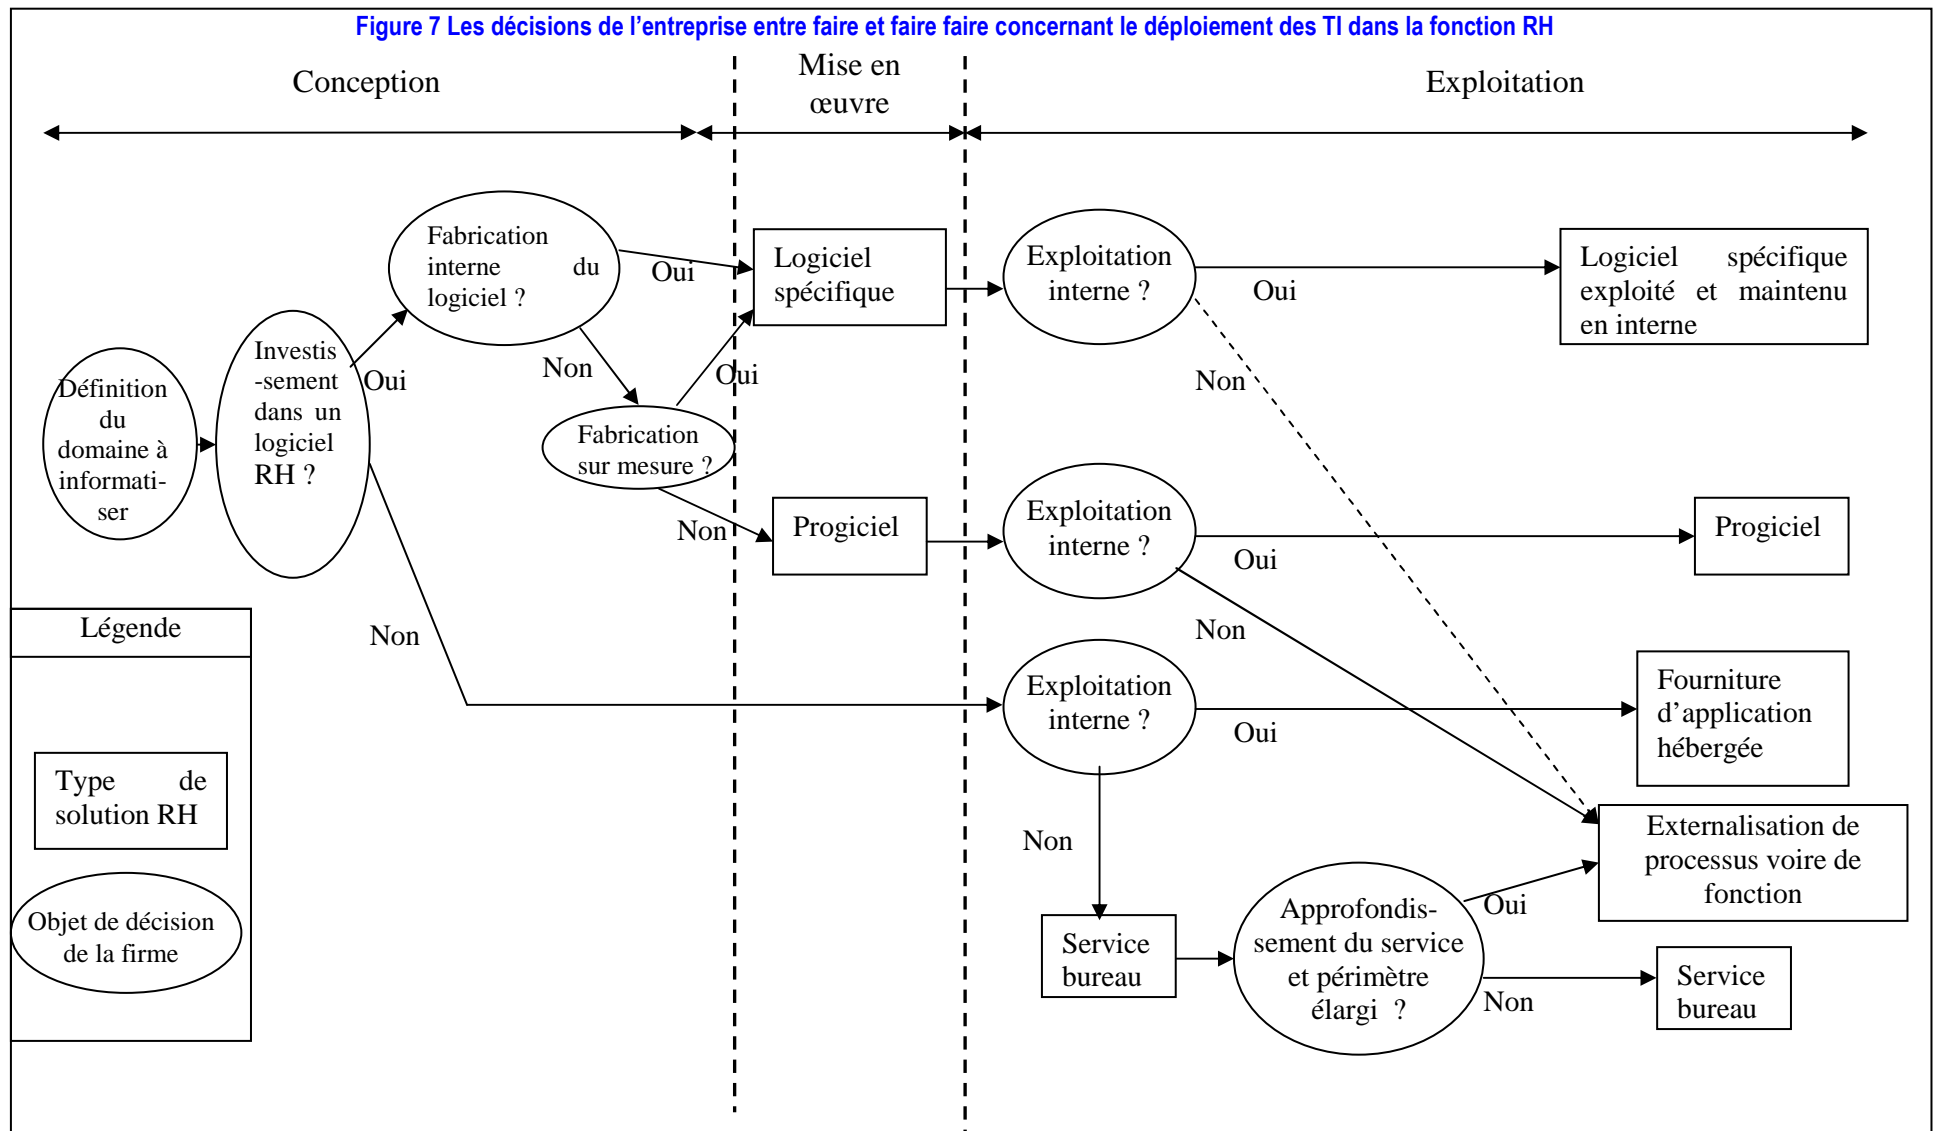 Figure 7 Les décisions de l'entreprise entre faire et faire faire concernant le déploiement des TI dans la fonction RH
Conception
Mise en
œuvre
Exploitation
Définition
du
domaine à
informati-
ser
Investis
-sement
dans un
logiciel
RH ?
Oui
Non
Fabrication
interne du
logiciel ?
Oui
Non
Fabrication
sur mesure ?
Oui
Non
Logiciel
spécifique
Progiciel
Exploitation
interne ?
Oui
Non
Logiciel spécifique
exploité et maintenu
en interne
Exploitation
interne ?
Oui
Non
Progiciel
Exploitation
interne ?
Oui
Non
Fourniture
d'application
hébergée
Externalisation de
processus voire de
fonction
Service
bureau
Approfondis-
sement du service
et périmètre
élargi ?
Oui
Non
Service
bureau
Légende
Type de
solution RH
Objet de décision
de la firme